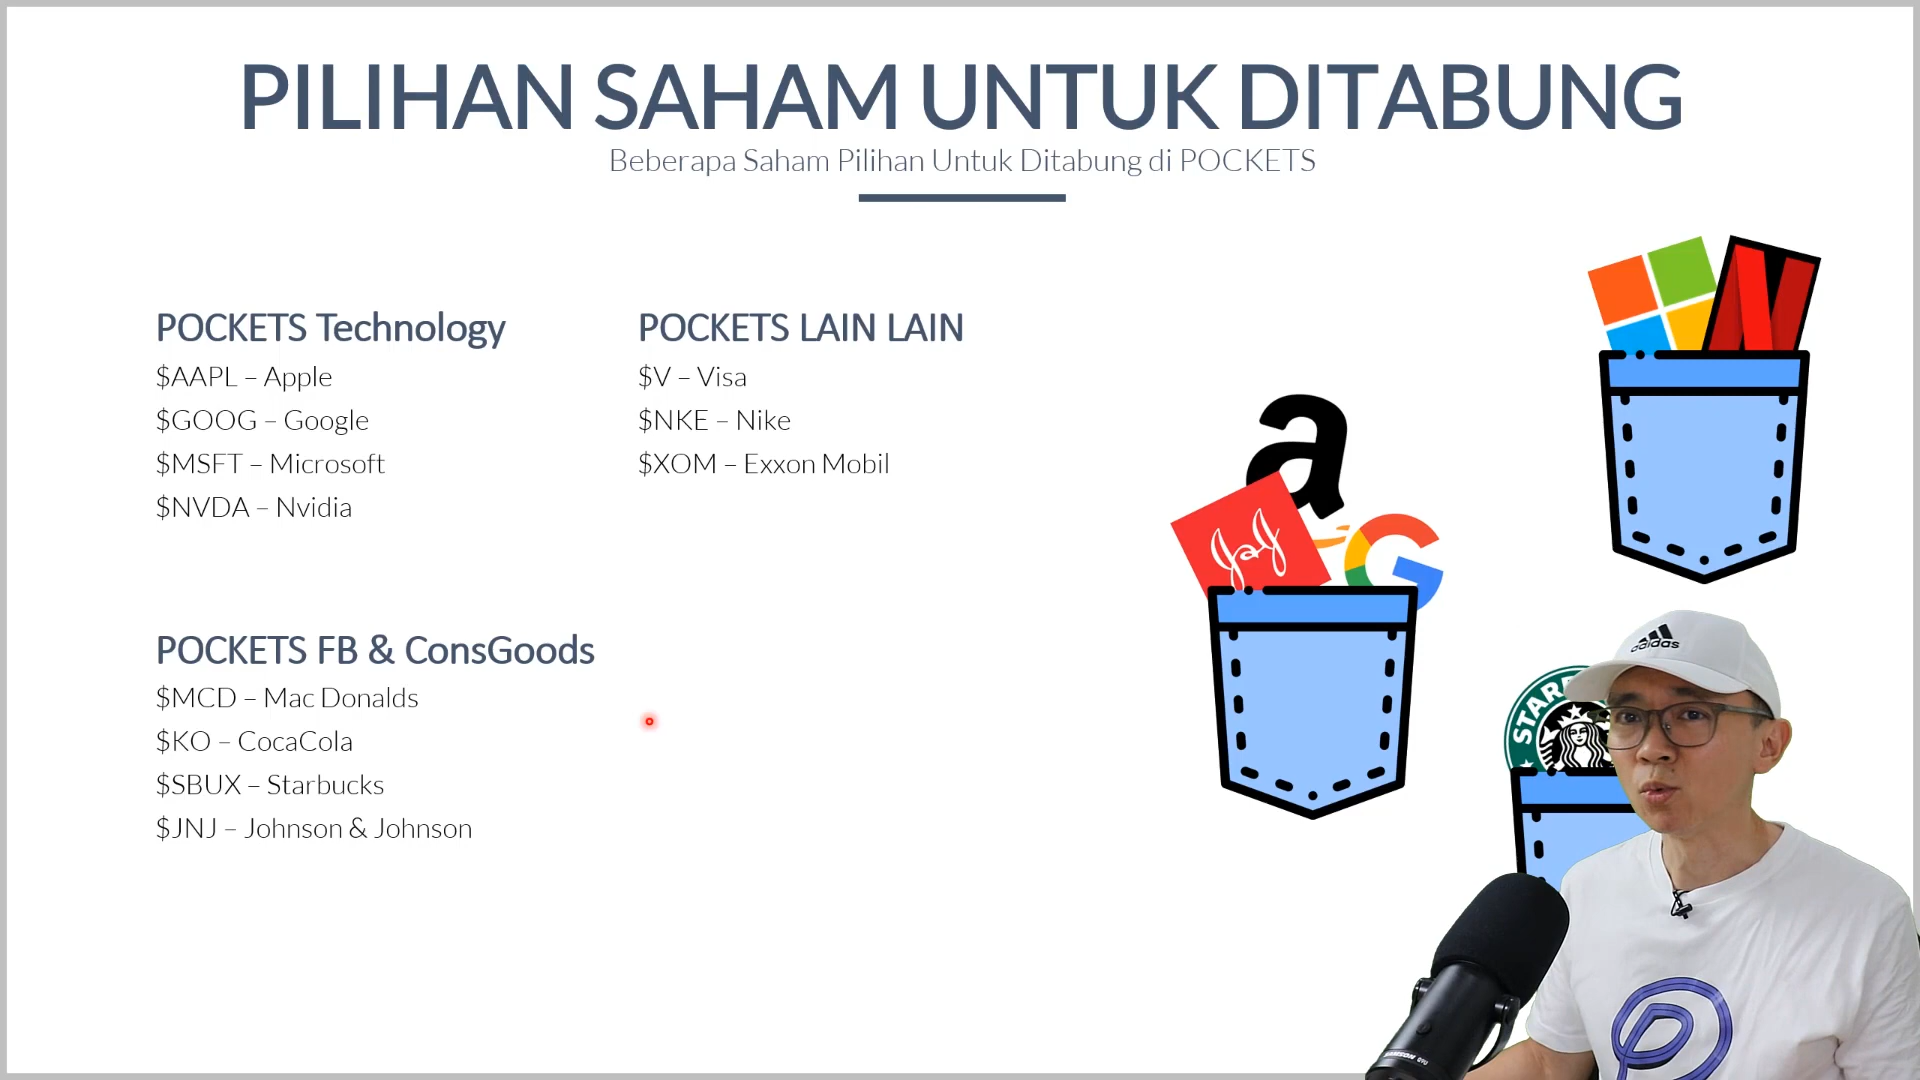 PILIHAN SAHAM UNTUK DITABUNG
Beberapa Saham Pilihan Untuk Ditabung di POCKETS
POCKETS Technology
$AAPL – Apple
$GOOG – Google
$MSFT – Microsoft
$NVDA – Nvidia
POCKETS LAIN LAIN
$V – Visa
$NKE – Nike
$XOM – Exxon Mobil
POCKETS FB & ConsGoods
$MCD – Mac Donalds
$KO – CocaCola
$SBUX – Starbucks
$JNJ – Johnson & Johnson
a
J&J
G
adidas
SAMSON